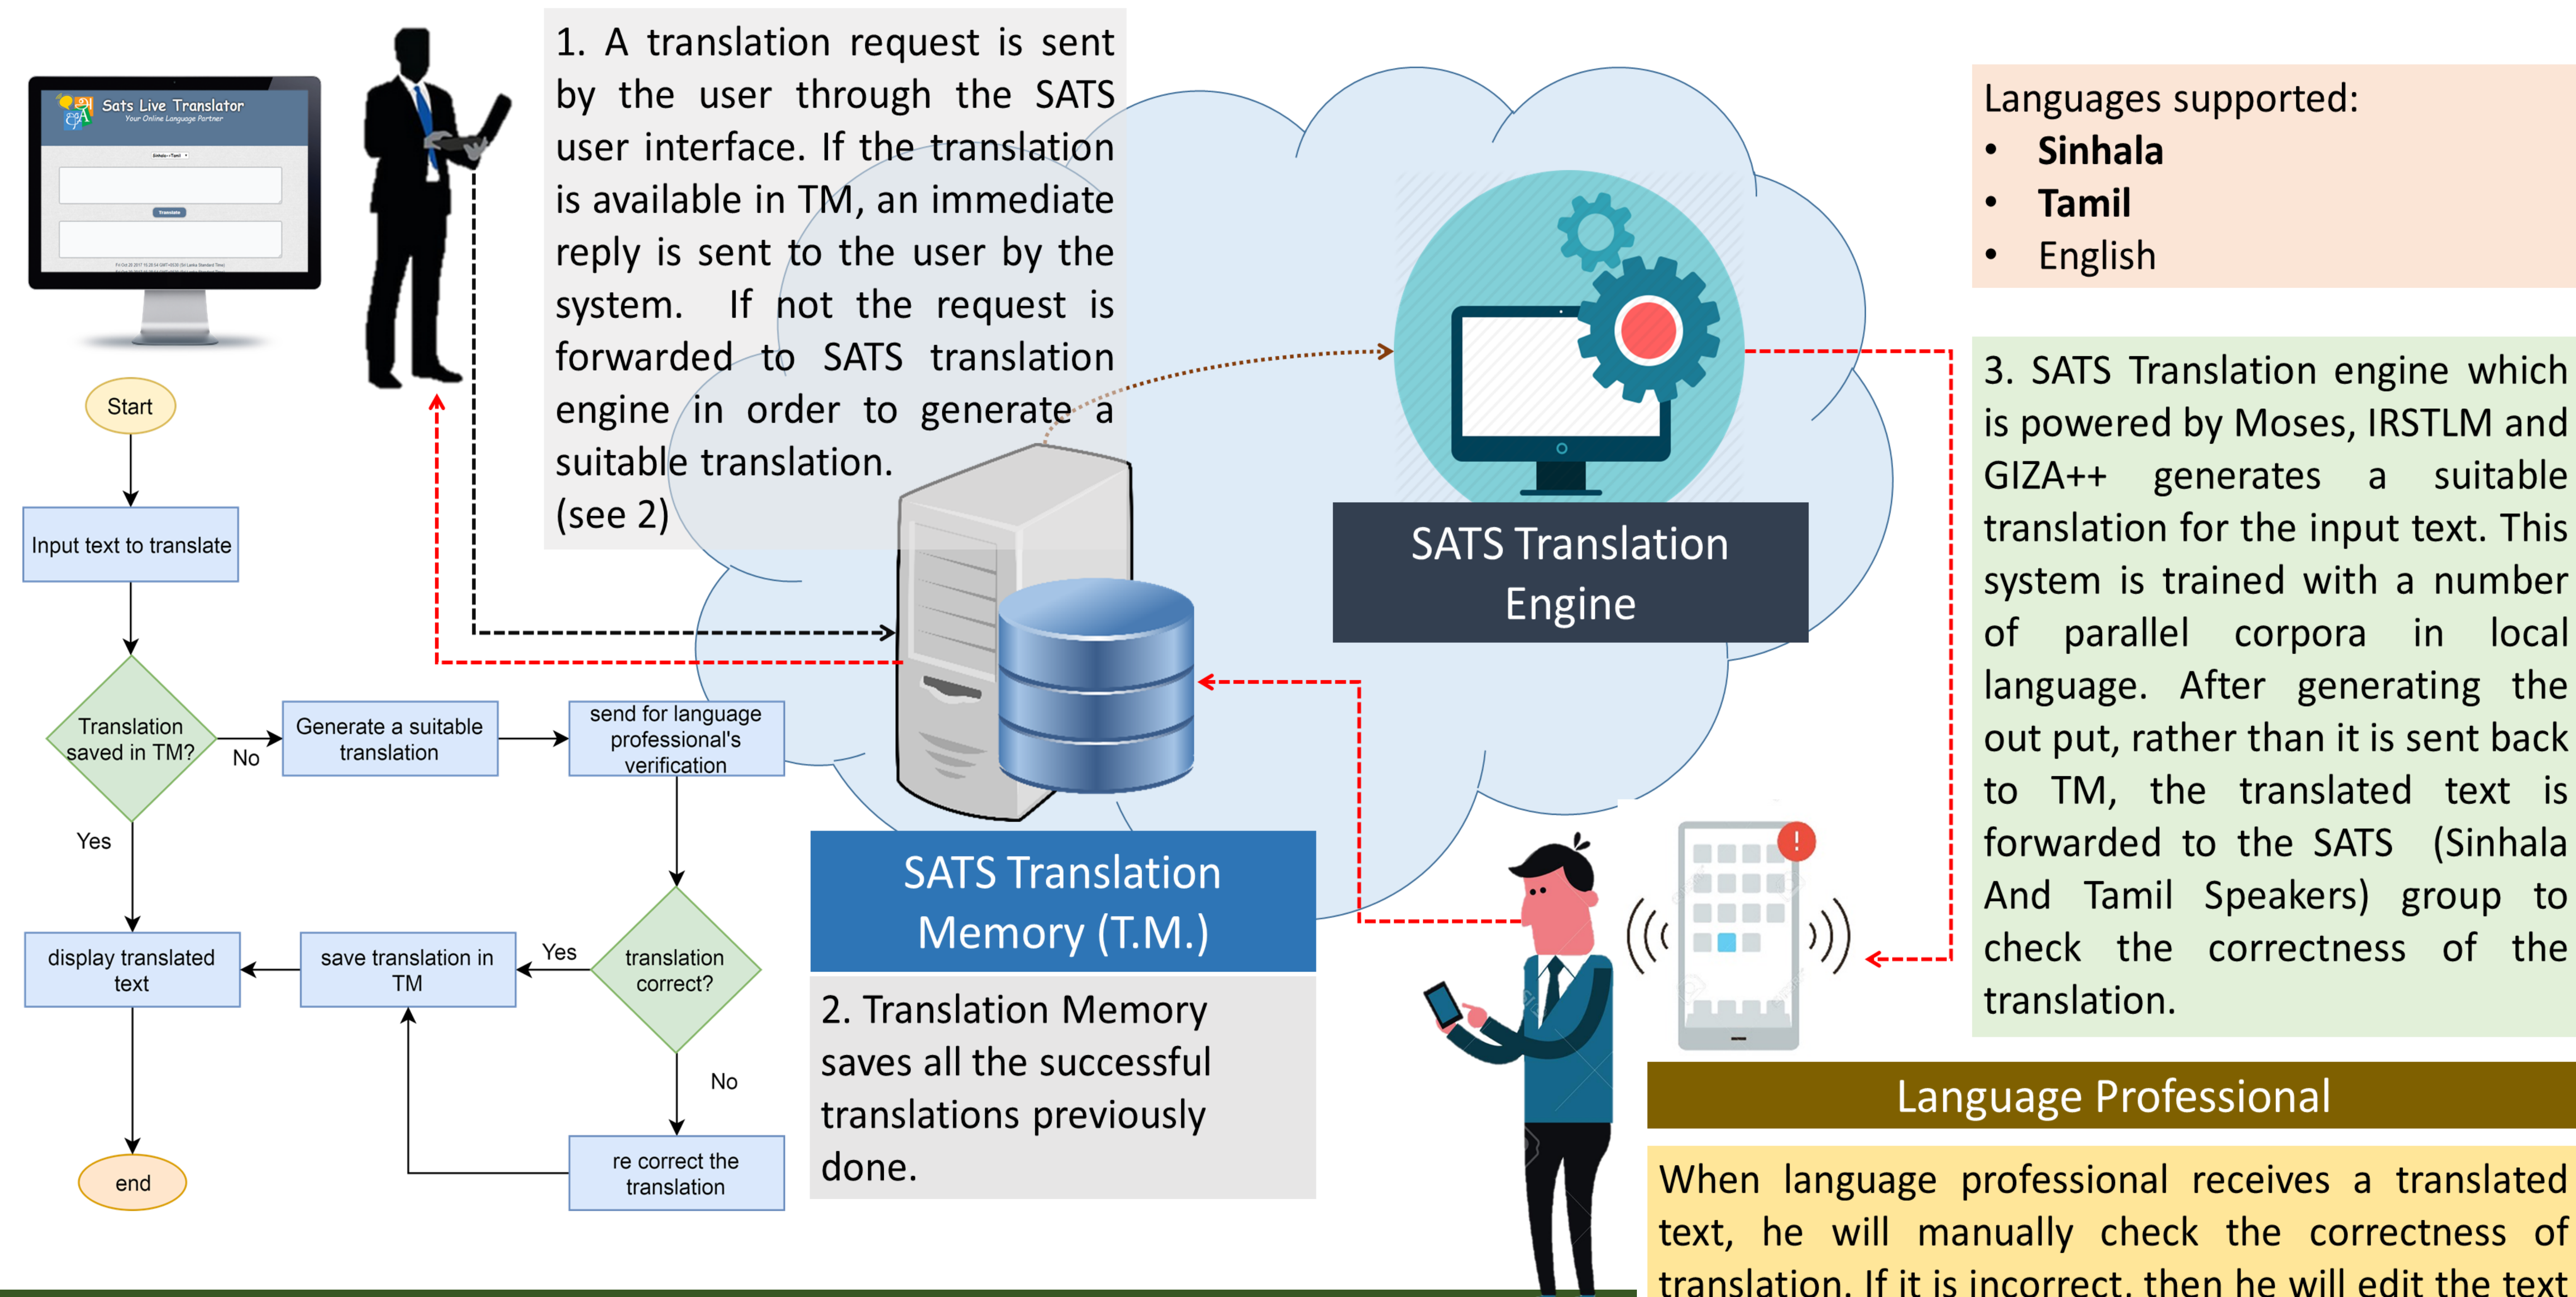 Sats Live Translator
Your Online Language Partner
Sinhala->Tamil
Translate
1. A translation request is sent
by the user through the SATS
user interface. If the translation
is available in TM, an immediate
reply is sent to the user by the
system. If not the request is
forwarded to SATS translation
engine in order to generate a
suitable translation.
(see 2)
Languages supported:
• Sinhala
• Tamil
• English
Start
Input text to translate
Translation
saved in TM?
No
Generate a suitable
translation
send for language
professional's
verification
Yes
display translated
text
save translation in
TM
Yes
translation
correct?
No
re correct the
translation
end
SATS Translation
Engine
SATS Translation
Memory (T.M.)
2. Translation Memory
saves all the successful
translations previously
done.
3. SATS Translation engine which
is powered by Moses, IRSTLM and
GIZA++ generates a suitable
translation for the input text. This
system is trained with a number
of parallel corpora in local
language. After generating the
out put, rather than it is sent back
to TM, the translated text is
forwarded to the SATS (Sinhala
And Tamil Speakers) group to
check the correctness of the
translation.
!
Language Professional
When language professional receives a translated
text, he will manually check the correctness of
translation. If it is incorrect, then he will edit the text